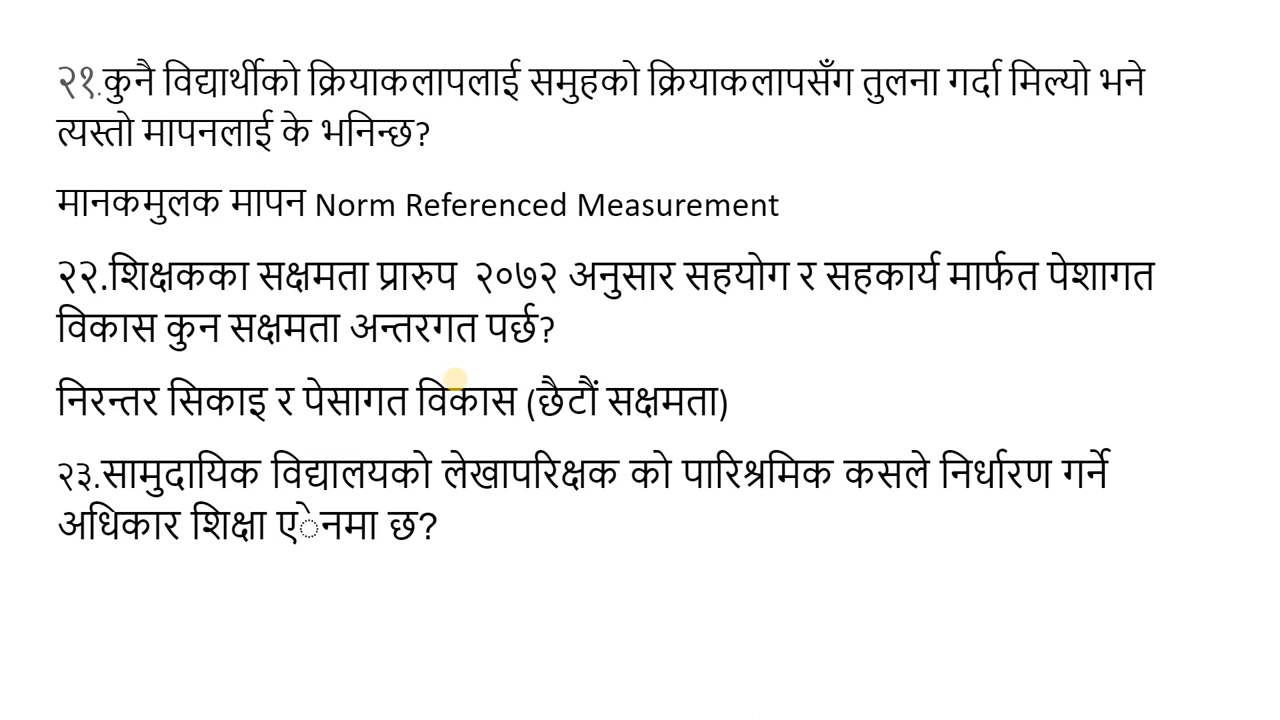 २१.कुनै विद्यार्थीको क्रियाकलापलाई समुहको क्रियाकलापसँग तुलना गर्दा मिल्यो भने
त्यस्तो मापनलाई के भनिन्छ?
मानकमुलक मापन Norm Referenced Measurement
२२.शिक्षकका सक्षमता प्रारुप २०७२ अनुसार सहयोग र सहकार्य मार्फत पेशागत
विकास कुन सक्षमता अन्तरगत पर्छ?
निरन्तर सिकाइ र पेसागत विकास (छैटौं सक्षमता)
२३.सामुदायिक विद्यालयको लेखापरिक्षक को पारिश्रमिक कसले निर्धारण गर्ने
अधिकार शिक्षा एेनमा छ?